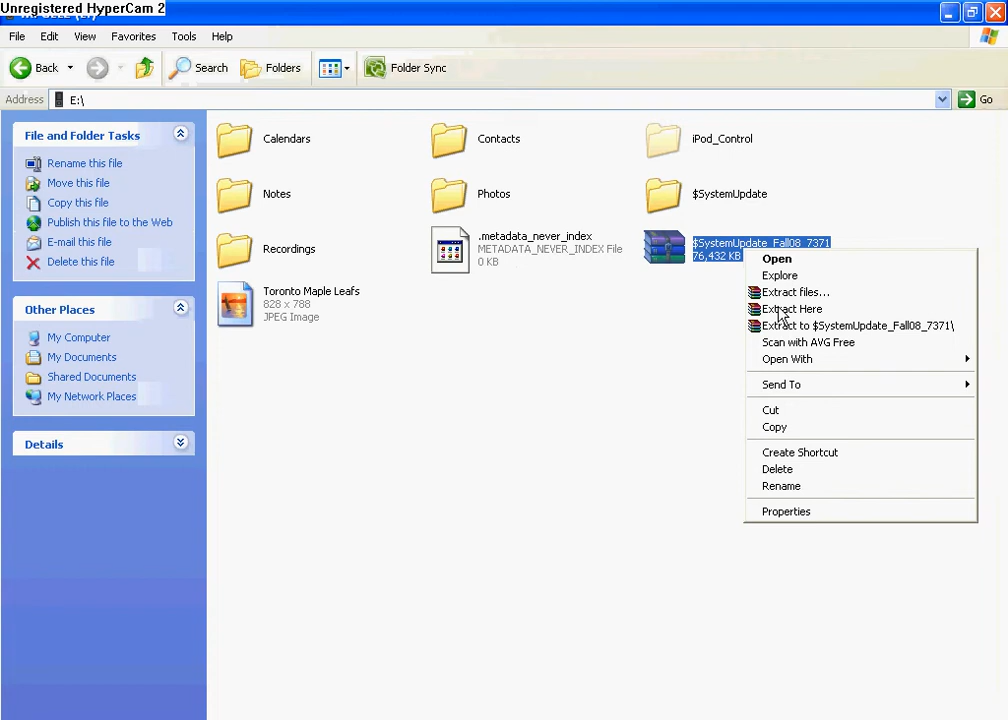 Unregistered HyperCam 2
File Edit View Favorites Tools Help
Back Search Folders Folder Sync
Address E:\ Go
File and Folder Tasks
Rename this file
Move this file
Copy this file
Publish this file to the Web
E-mail this file
Delete this file
Other Places
My Computer
My Documents
Shared Documents
My Network Places
Details
Calendars
Contacts
iPod_Control
Notes
Photos
$SystemUpdate
Recordings
.metadata_never_index
METADATA_NEVER_INDEX File
0 KB
$SystemUpdate_Fall08_7371
76,432 KB
Toronto Maple Leafs
828 x 788
JPEG Image
Open
Explore
Extract files...
Extract Here
Extract to $SystemUpdate_Fall08_7371\
Scan with AVG Free
Open With
Send To
Cut
Copy
Create Shortcut
Delete
Rename
Properties